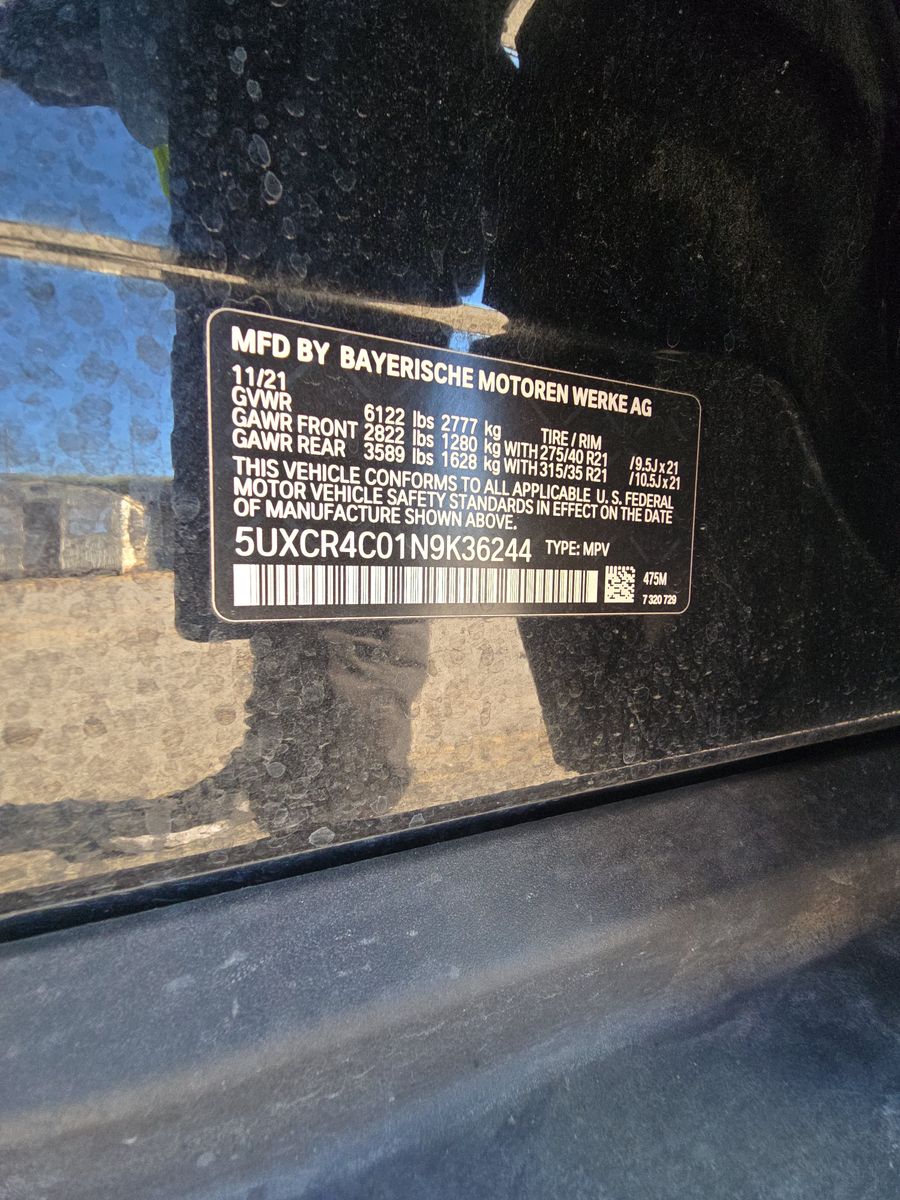 MFD BY BAYERISCHE MOTOREN WERKE AG
11/21
GVWR 6122 lbs 2777 kg TIRE / RIM
GAWR FRONT 2822 lbs 1280 kg WITH 275/40 R21 /9.5J x 21
GAWR REAR 3589 lbs 1628 kg WITH 315/35 R21 /10.5J x 21
THIS VEHICLE CONFORMS TO ALL APPLICABLE U.S. FEDERAL
MOTOR VEHICLE SAFETY STANDARDS IN EFFECT ON THE DATE
OF MANUFACTURE SHOWN ABOVE.
5UXCR4C01N9K36244 TYPE: MPV
475M
7 320 729